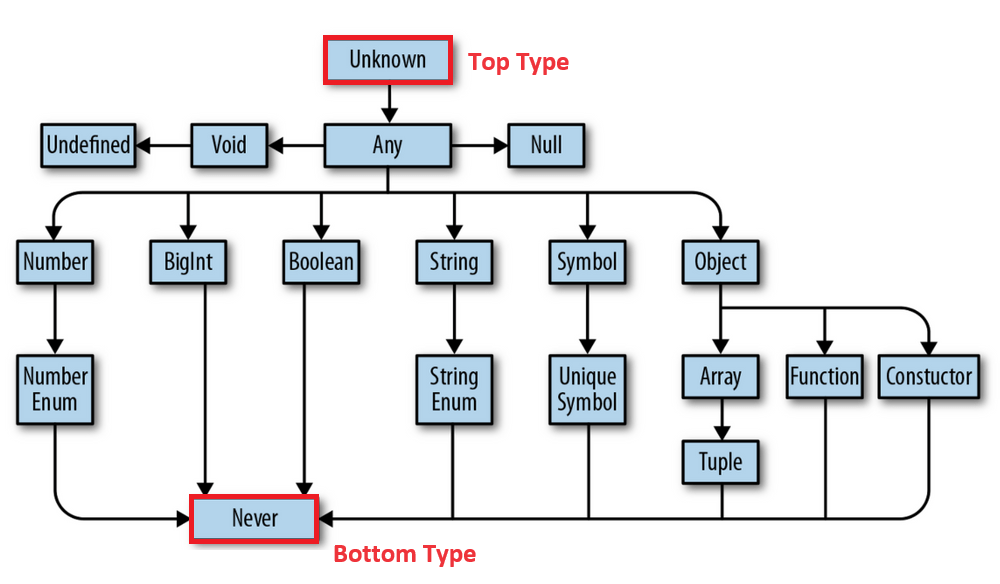 Unknown
Top Type
Undefined
Void
Any
Null
Number
BigInt
Boolean
String
Symbol
Object
Number
Enum
String
Enum
Unique
Symbol
Array
Function
Constuctor
Tuple
Never
Bottom Type